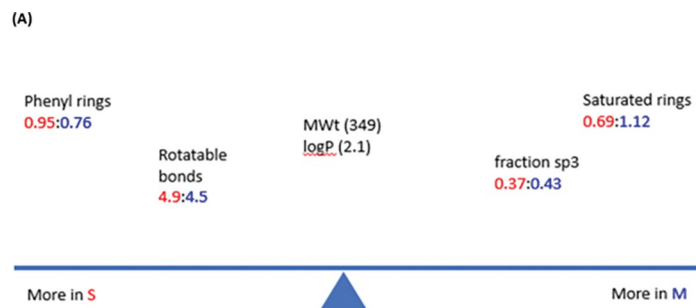 (A)
Phenyl rings
0.95:0.76
Rotatable
bonds
4.9:4.5
MWt (349)
logP (2.1)
Saturated rings
0.69:1.12
fraction sp3
0.37:0.43
More in S
More in M